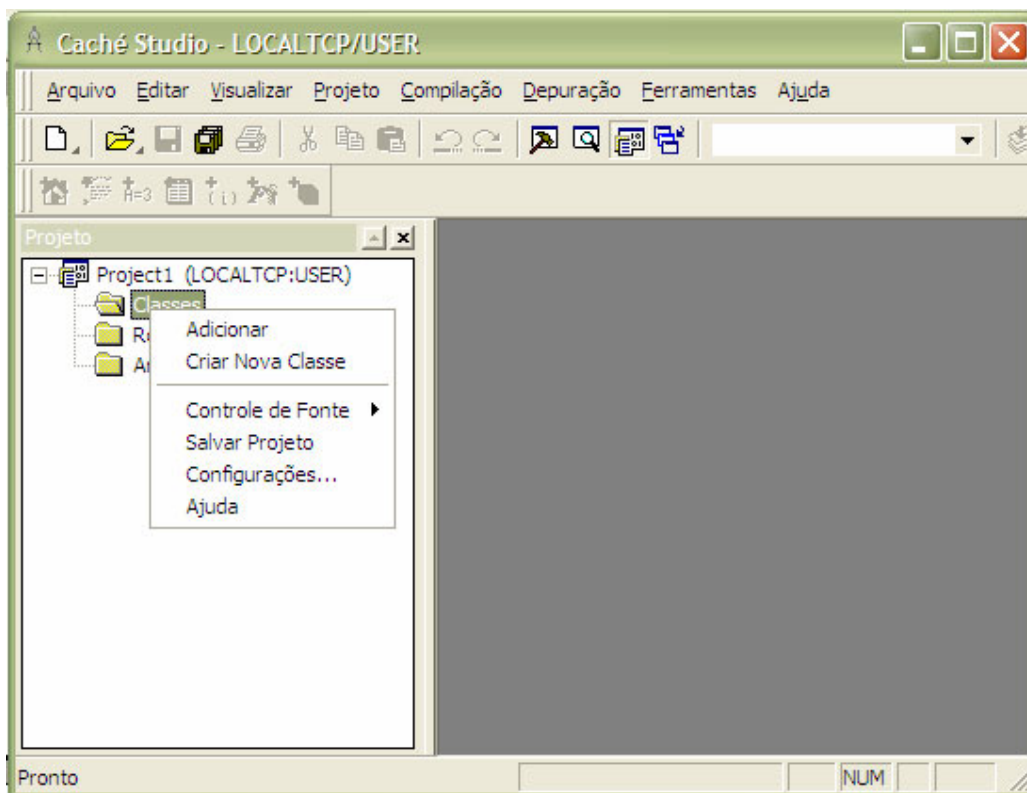 Caché Studio - LOCALTCP/USER
Arquivo Editar Visualizar Projeto Compilação Depuração Ferramentas Ajuda
A=3
Projeto
Project1 (LOCALTCP:USER)
Classes
Adicionar
Criar Nova Classe
Controle de Fonte
Salvar Projeto
Configurações...
Ajuda
Pronto NUM